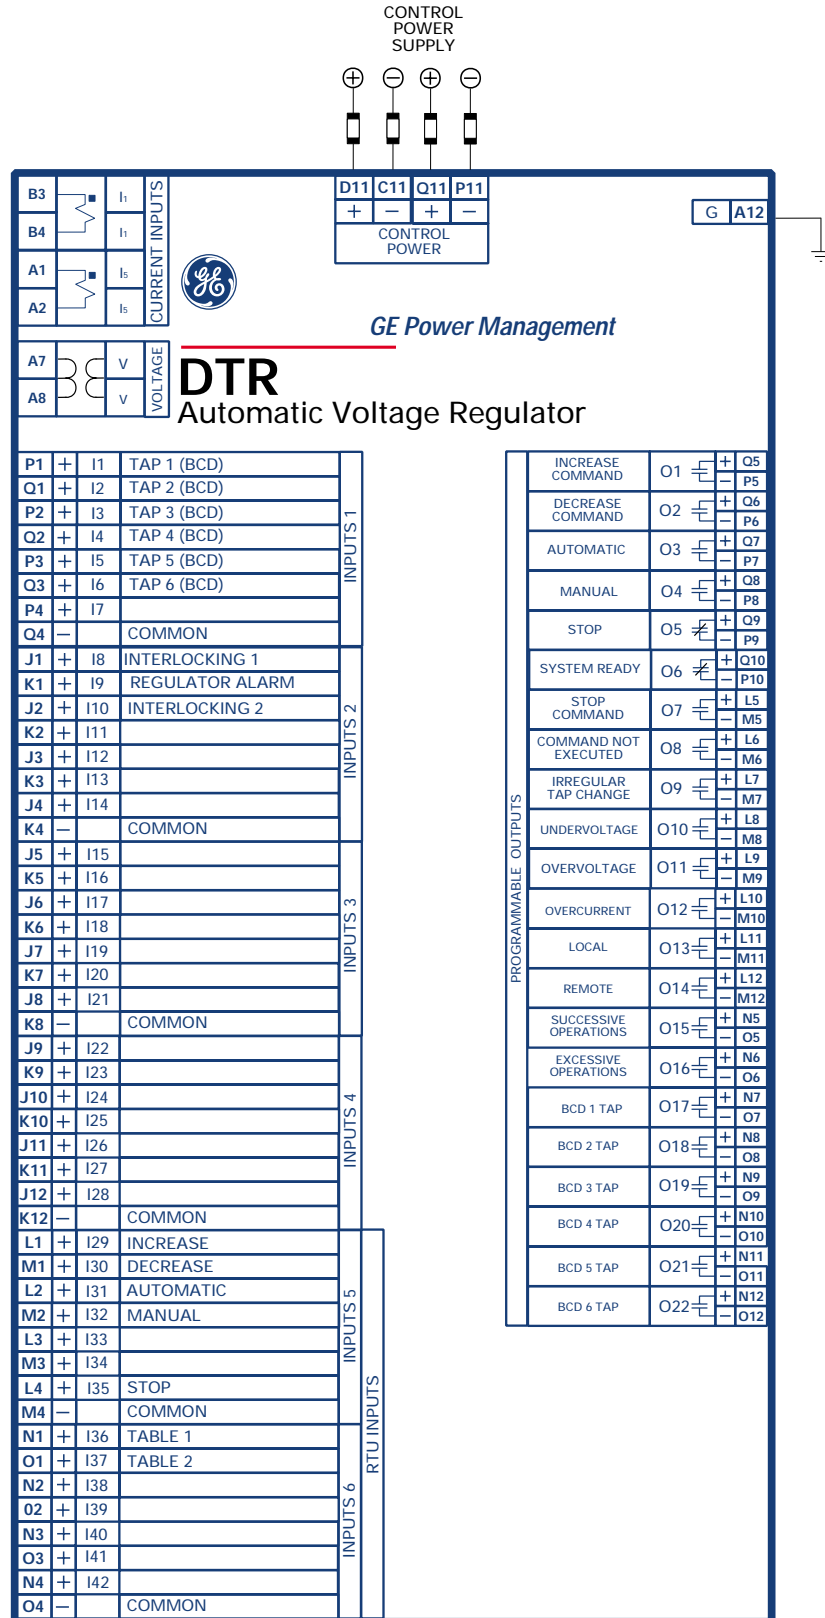 CONTROL
POWER
SUPPLY
D11 C11 Q11 P11
+ − + −
CONTROL
POWER
G A12
B3 I1
B4 I1
A1 I5
A2 I5
CURRENT INPUTS
GE
GE Power Management
A7 V
A8 V
VOLTAGE
DTR
Automatic Voltage Regulator
P1 + I1 TAP 1 (BCD)
Q1 + I2 TAP 2 (BCD)
P2 + I3 TAP 3 (BCD)
Q2 + I4 TAP 4 (BCD)
P3 + I5 TAP 5 (BCD)
Q3 + I6 TAP 6 (BCD)
P4 + I7
Q4 − COMMON
INPUTS 1
J1 + I8 INTERLOCKING 1
K1 + I9 REGULATOR ALARM
J2 + I10 INTERLOCKING 2
K2 + I11
J3 + I12
K3 + I13
J4 + I14
K4 − COMMON
INPUTS 2
J5 + I15
K5 + I16
J6 + I17
K6 + I18
J7 + I19
K7 + I20
J8 + I21
K8 − COMMON
INPUTS 3
J9 + I22
K9 + I23
J10 + I24
K10 + I25
J11 + I26
K11 + I27
J12 + I28
K12 − COMMON
INPUTS 4
L1 + I29 INCREASE
M1 + I30 DECREASE
L2 + I31 AUTOMATIC
M2 + I32 MANUAL
L3 + I33
M3 + I34
L4 + I35 STOP
M4 − COMMON
INPUTS 5
N1 + I36 TABLE 1
O1 + I37 TABLE 2
N2 + I38
02 + I39
N3 + I40
O3 + I41
N4 + I42
O4 − COMMON
INPUTS 6
RTU INPUTS
PROGRAMMABLE OUTPUTS
INCREASE
COMMAND O1 + Q5
− P5
DECREASE
COMMAND O2 + Q6
− P6
AUTOMATIC O3 + Q7
− P7
MANUAL O4 + Q8
− P8
STOP O5 + Q9
− P9
SYSTEM READY O6 + Q10
− P10
STOP
COMMAND O7 + L5
− M5
COMMAND NOT
EXECUTED O8 + L6
− M6
IRREGULAR
TAP CHANGE O9 + L7
− M7
UNDERVOLTAGE O10 + L8
− M8
OVERVOLTAGE O11 + L9
− M9
OVERCURRENT O12 + L10
− M10
LOCAL O13 + L11
− M11
REMOTE O14 + L12
− M12
SUCCESSIVE
OPERATIONS O15 + N5
− O5
EXCESSIVE
OPERATIONS O16 + N6
− O6
BCD 1 TAP O17 + N7
− O7
BCD 2 TAP O18 + N8
− O8
BCD 3 TAP O19 + N9
− O9
BCD 4 TAP O20 + N10
− O10
BCD 5 TAP O21 + N11
− O11
BCD 6 TAP O22 + N12
− O12